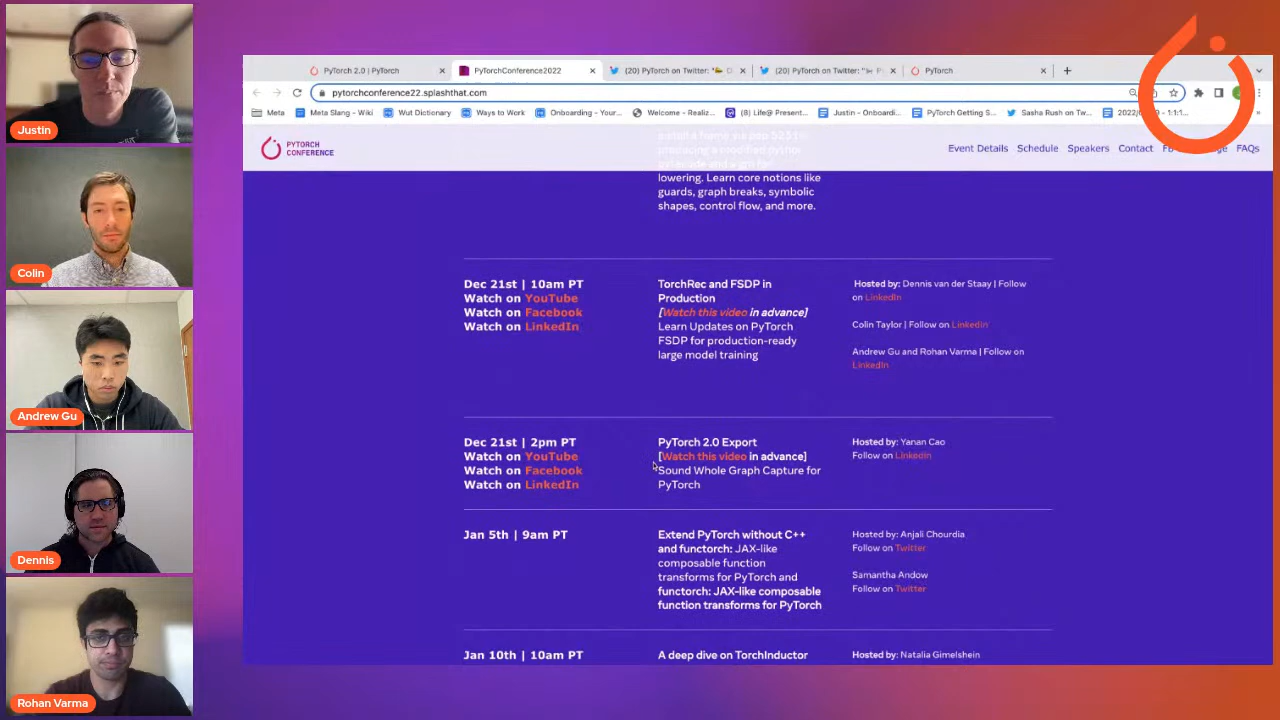 Justin
Colin
Andrew Gu
Dennis
Rohan Varma
PyTorch 2.0 | PyTorch
PyTorchConference2022
(20) PyTorch on Twitter: "
(20) PyTorch on Twitter: "
PyTorch
pytorchconference22.splashthat.com
Meta
Meta Slang - Wiki
Wut Dictionary
Ways to Work
Onboarding - Your...
Welcome - Realiz...
(8) Life@ Present...
Justin - Onboardi...
PyTorch Getting S...
Sasha Rush on Tw...
PYTORCH
CONFERENCE
Event Details
Schedule
Speakers
Contact
FAQs
lowering. Learn core notions like
guards, graph breaks, symbolic
shapes, control flow, and more.
Dec 21st | 10am PT
Watch on YouTube
Watch on Facebook
Watch on LinkedIn
TorchRec and FSDP in
Production
[Watch this video in advance]
Learn Updates on PyTorch
FSDP for production-ready
large model training
Hosted by: Dennis van der Staay | Follow
on LinkedIn
Colin Taylor | Follow on LinkedIn
Andrew Gu and Rohan Varma | Follow on
LinkedIn
Dec 21st | 2pm PT
Watch on YouTube
Watch on Facebook
Watch on LinkedIn
PyTorch 2.0 Export
[Watch this video in advance]
Sound Whole Graph Capture for
PyTorch
Hosted by: Yanan Cao
Follow on LinkedIn
Jan 5th | 9am PT
Extend PyTorch without C++
and functorch: JAX-like
composable function
transforms for PyTorch and
functorch: JAX-like composable
function transforms for PyTorch
Hosted by: Anjali Chourdia
Follow on Twitter
Samantha Andow
Follow on Twitter
Jan 10th | 10am PT
A deep dive on TorchInductor
Hosted by: Natalia Gimelshein